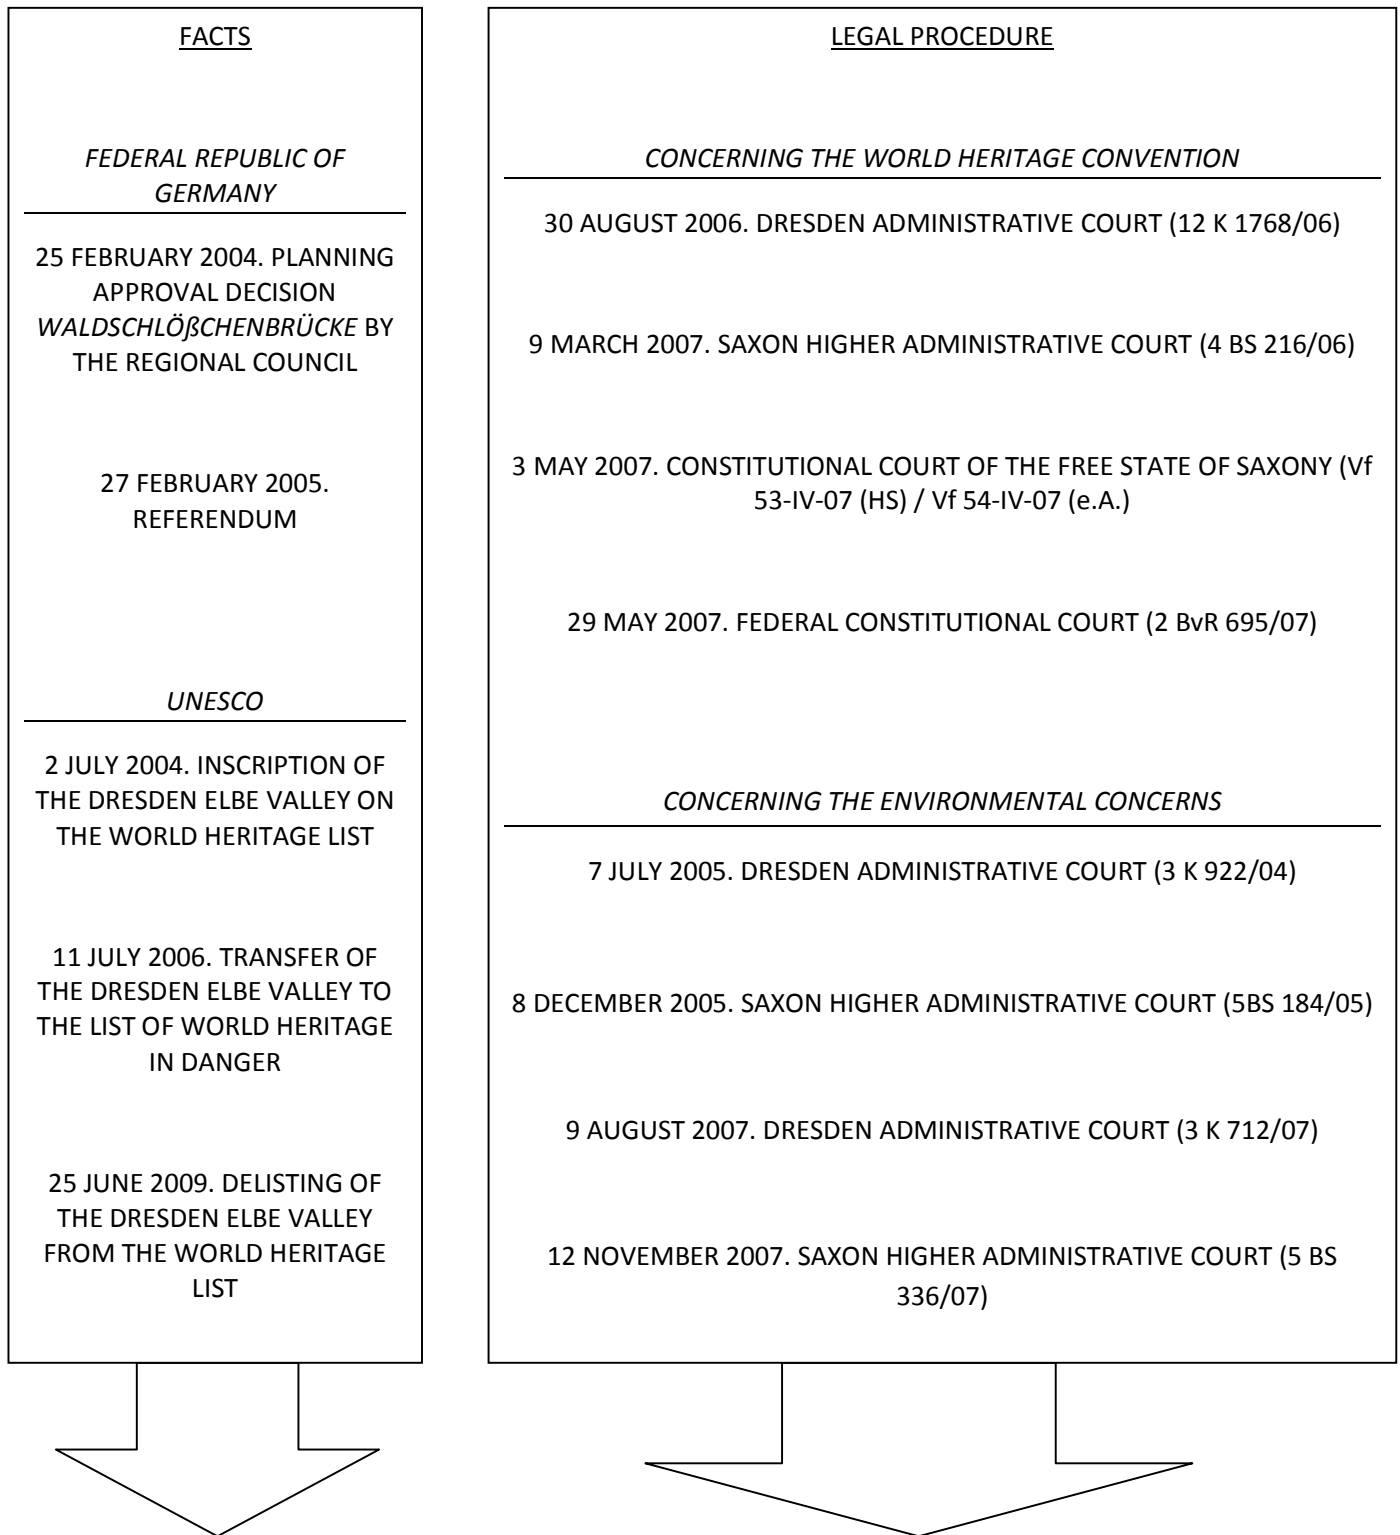 FACTS
FEDERAL REPUBLIC OF
GERMANY
25 FEBRUARY 2004. PLANNING
APPROVAL DECISION
WALDSCHLÖßCHENBRÜCKE BY
THE REGIONAL COUNCIL
27 FEBRUARY 2005.
REFERENDUM
UNESCO
2 JULY 2004. INSCRIPTION OF
THE DRESDEN ELBE VALLEY ON
THE WORLD HERITAGE LIST
11 JULY 2006. TRANSFER OF
THE DRESDEN ELBE VALLEY TO
THE LIST OF WORLD HERITAGE
IN DANGER
25 JUNE 2009. DELISTING OF
THE DRESDEN ELBE VALLEY
FROM THE WORLD HERITAGE
LIST
LEGAL PROCEDURE
CONCERNING THE WORLD HERITAGE CONVENTION
30 AUGUST 2006. DRESDEN ADMINISTRATIVE COURT (12 K 1768/06)
9 MARCH 2007. SAXON HIGHER ADMINISTRATIVE COURT (4 BS 216/06)
3 MAY 2007. CONSTITUTIONAL COURT OF THE FREE STATE OF SAXONY (Vf
53-IV-07 (HS) / Vf 54-IV-07 (e.A.)
29 MAY 2007. FEDERAL CONSTITUTIONAL COURT (2 BvR 695/07)
CONCERNING THE ENVIRONMENTAL CONCERNS
7 JULY 2005. DRESDEN ADMINISTRATIVE COURT (3 K 922/04)
8 DECEMBER 2005. SAXON HIGHER ADMINISTRATIVE COURT (5BS 184/05)
9 AUGUST 2007. DRESDEN ADMINISTRATIVE COURT (3 K 712/07)
12 NOVEMBER 2007. SAXON HIGHER ADMINISTRATIVE COURT (5 BS
336/07)